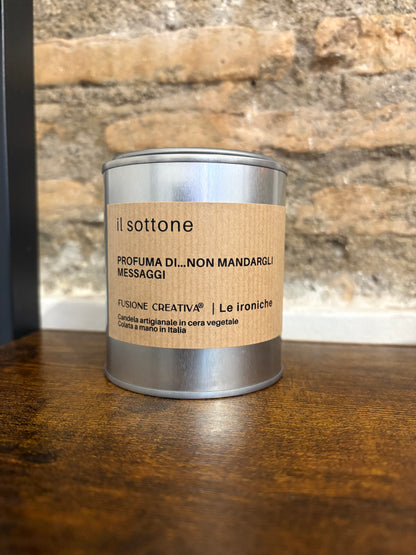 il sottone
PROFUMA DI...NON MANDARGLI
MESSAGGI
FUSIONE CREATIVA® | Le ironiche
Candela artigianale in cera vegetale
Colata a mano in Italia